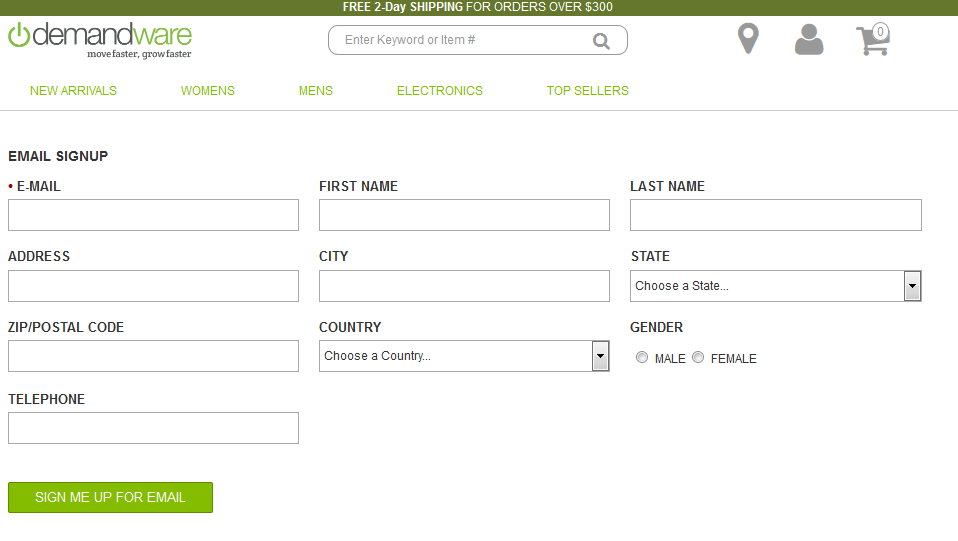 FREE 2-Day SHIPPING FOR ORDERS OVER $300
demandware
move faster, grow faster
Enter Keyword or Item #
0
NEW ARRIVALS WOMENS MENS ELECTRONICS TOP SELLERS
EMAIL SIGNUP
• E-MAIL FIRST NAME LAST NAME
ADDRESS CITY STATE
Choose a State...
ZIP/POSTAL CODE COUNTRY GENDER
Choose a Country... MALE FEMALE
TELEPHONE
SIGN ME UP FOR EMAIL